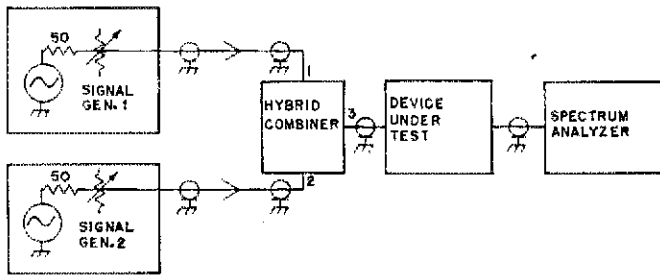 50
SIGNAL
GEN. 1
1
HYBRID
COMBINER
3
DEVICE
UNDER
TEST
SPECTRUM
ANALYZER
2
50
SIGNAL
GEN. 2